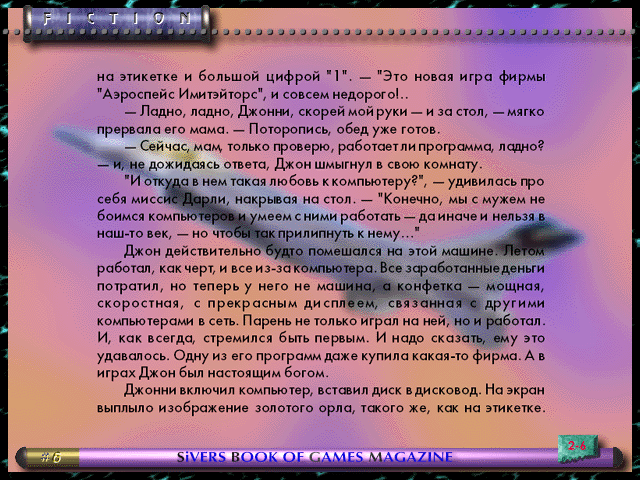 FICTION
на этикетке и большой цифрой "1". — "Это новая игра фирмы
"Аэроспейс Имитэйторс", и совсем недорого!..
— Ладно, ладно, Джонни, скорей мой руки — и за стол, — мягко
прервала его мама. — Поторопись, обед уже готов.
— Сейчас, мам, только проверю, работает ли программа, ладно?
— и, не дожидаясь ответа, Джон шмыгнул в свою комнату.
"И откуда в нем такая любовь к компьютеру?", — удивилась про
себя миссис Дарли, накрывая на стол. — "Конечно, мы с мужем не
боимся компьютеров и умеем с ними работать — да иначе и нельзя в
наш-то век, — но чтобы так прилипнуть к нему..."
Джон действительно будто помешался на этой машине. Летом
работал, как черт, и все из-за компьютера. Все заработанные деньги
потратил, но теперь у него не машина, а конфетка — мощная,
скоростная, с прекрасным дисплеем, связанная с другими
компьютерами в сеть. Парень не только играл на ней, но и работал.
И, как всегда, стремился быть первым. И надо сказать, ему это
удавалось. Одну из его программ даже купила какая-то фирма. А в
играх Джон был настоящим богом.
Джонни включил компьютер, вставил диск в дисковод. На экран
выплыло изображение золотого орла, такого же, как на этикетке.
#6
SiVERS BOOK OF GAMES MAGAZINE
2-6